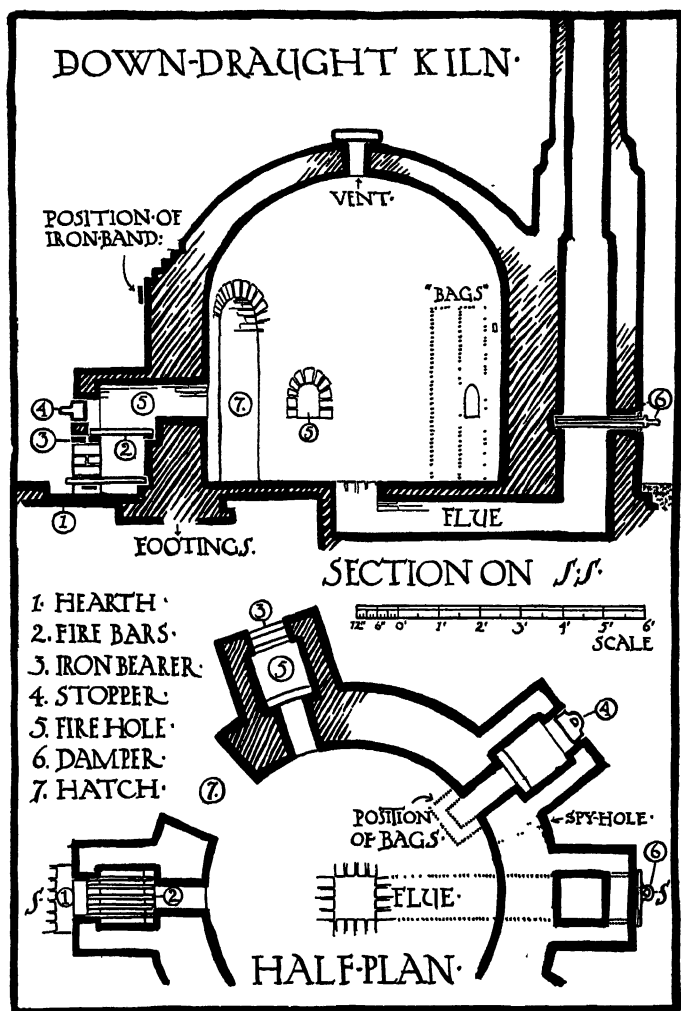 DOWN-DRAUGHT KILN·
VENT·
POSITION·OF
IRON·BAND:
"BAGS"
4
5
7.
5
6
3
2
1
FLUE
FOOTINGS.
SECTION ON S:S·
12" 6" 0' 1' 2' 3' 4' 5' 6'
SCALE
1. HEARTH·
2. FIRE BARS·
3. IRON BEARER·
4. STOPPER·
5. FIRE HOLE·
6. DAMPER·
7. HATCH·
3
5
4
7.
POSITION
OF BAGS·
SPY·HOLE·
S·
1
2
FLUE·
6
S
HALF·PLAN·